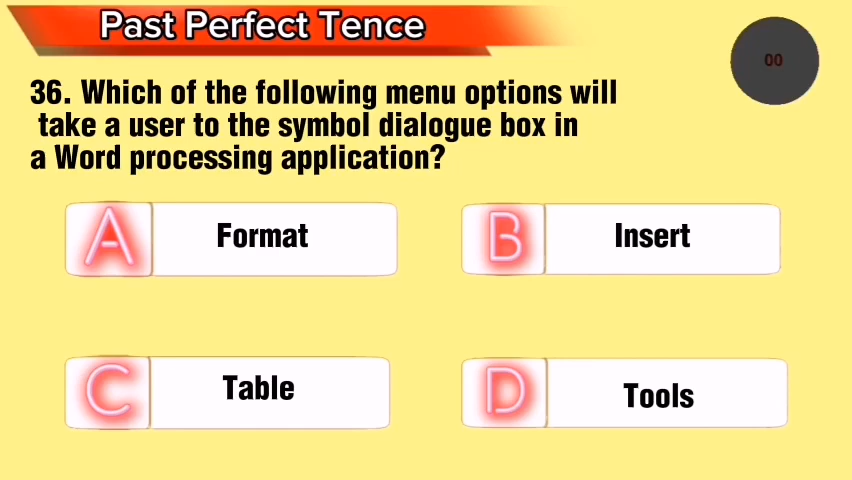 Past Perfect Tence
00
36. Which of the following menu options will
take a user to the symbol dialogue box in
a Word processing application?
A Format
B Insert
C Table
D Tools